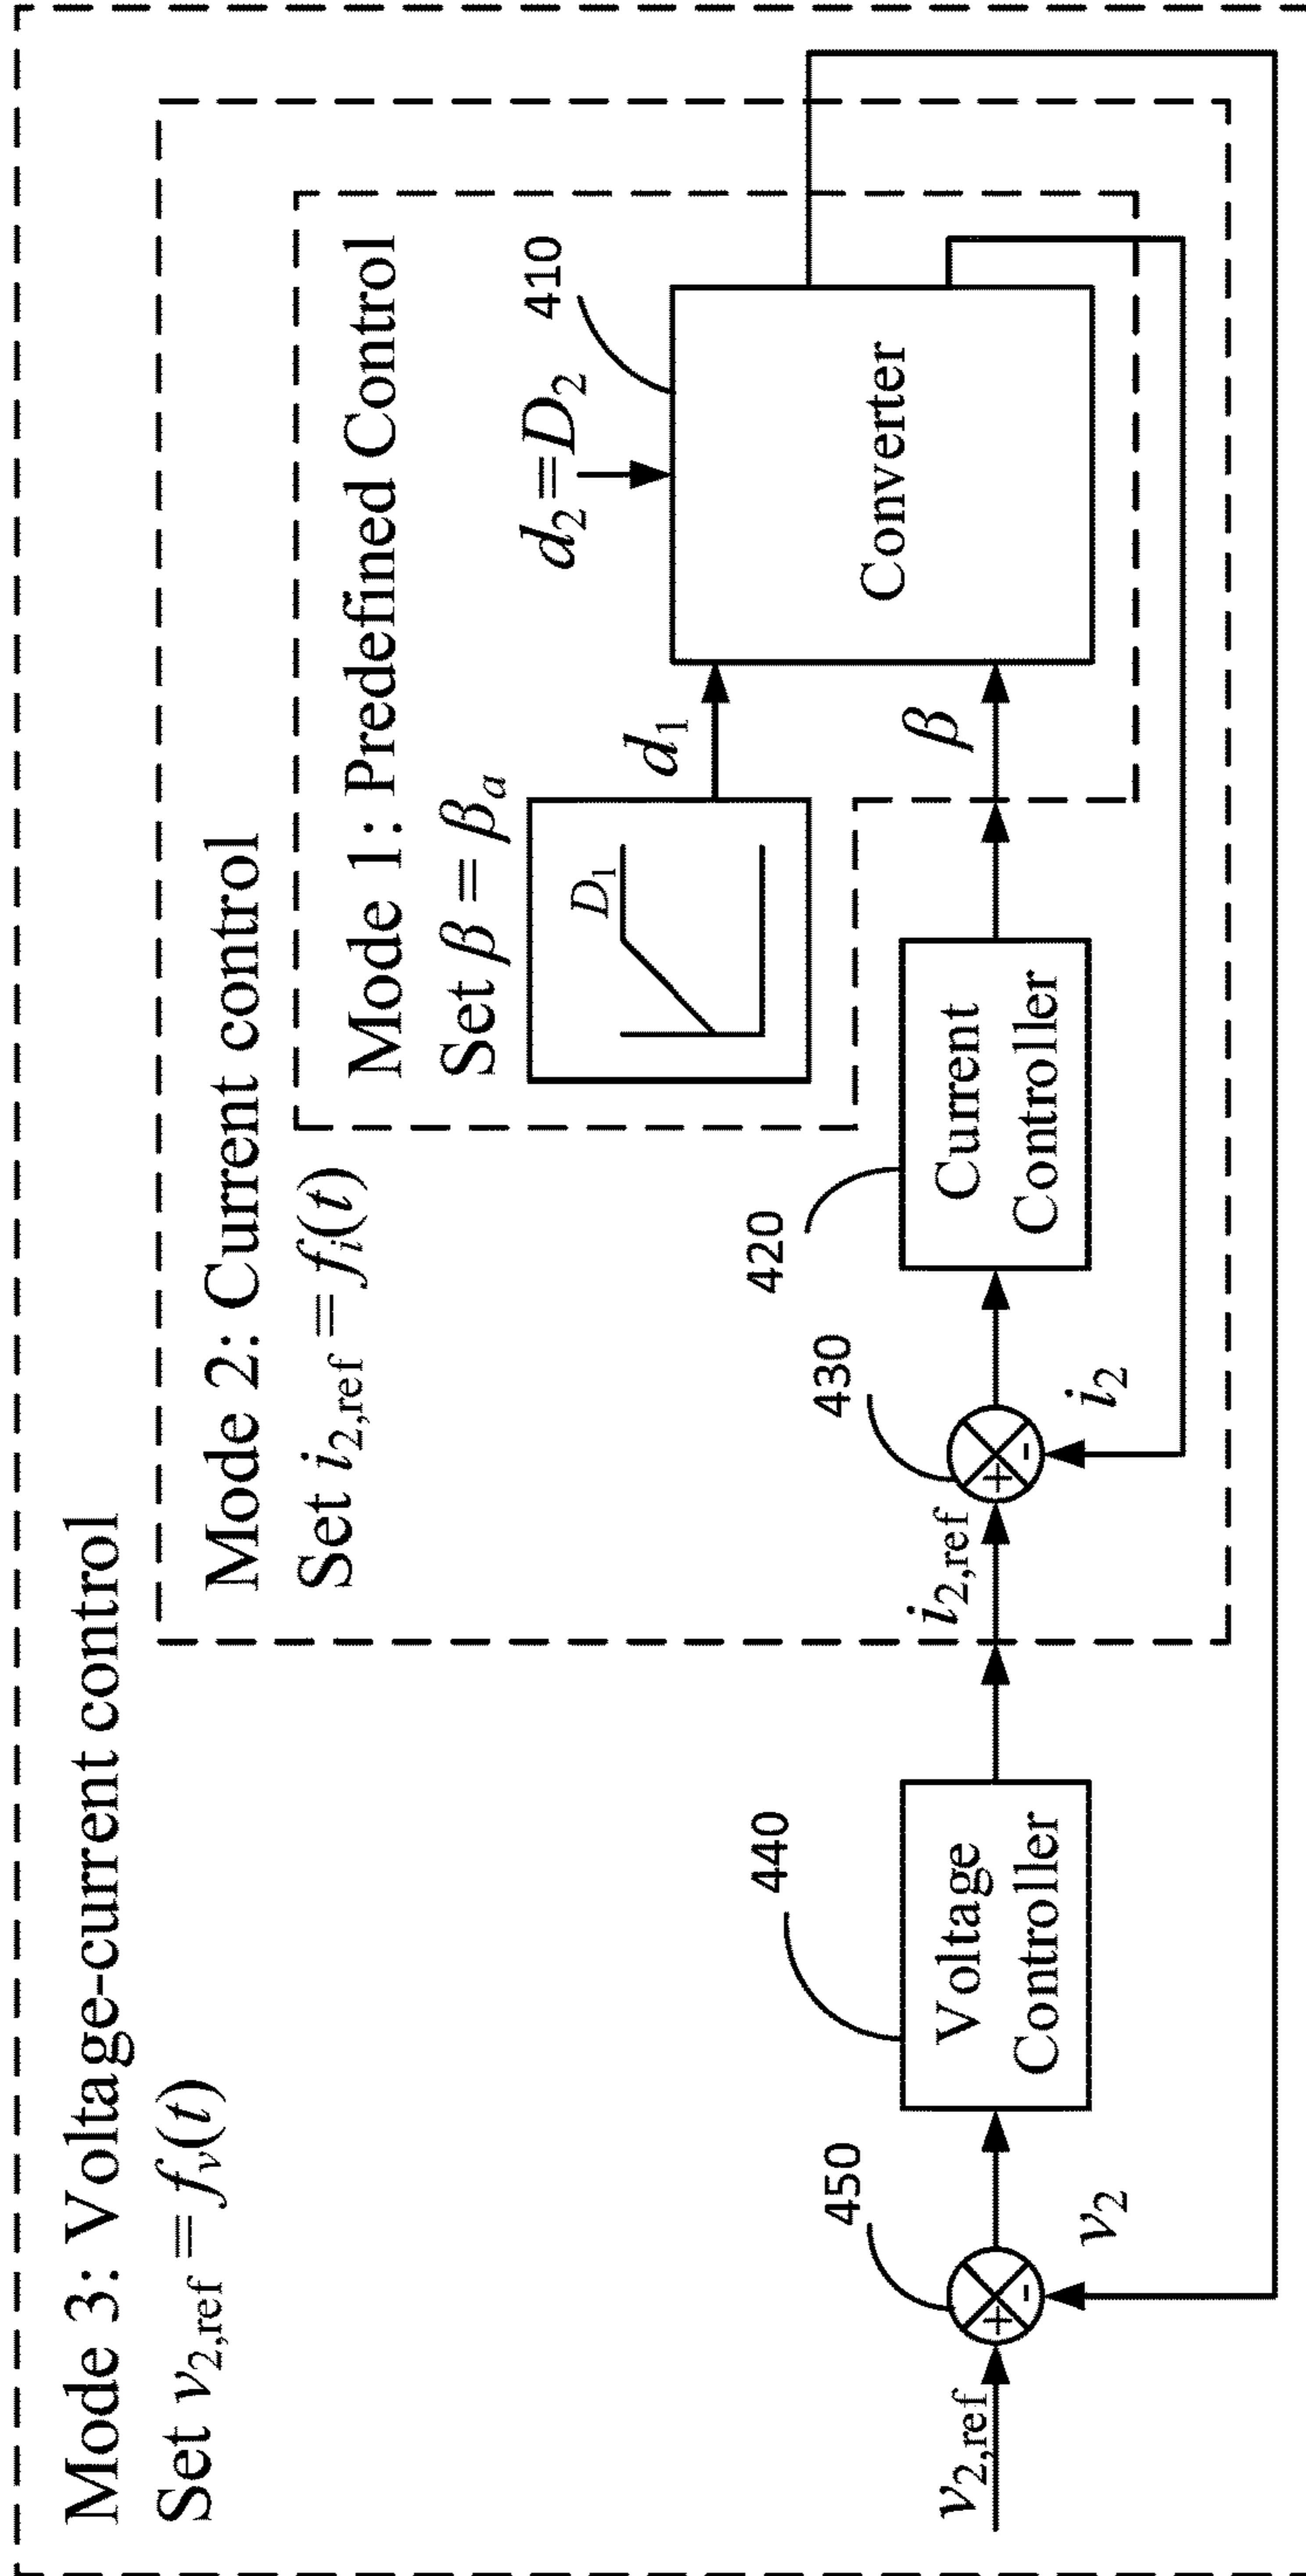 Mode 3: Voltage-current control
Set v2,ref = fv(t)
Mode 2: Current control
Set i2,ref = fi(t)
Mode 1: Predefined Control
Set β = βa
D1
d1
d2=D2
410
Converter
β
v2,ref
450
+
-
v2
440
Voltage
Controller
i2,ref
430
+
-
i2
420
Current
Controller